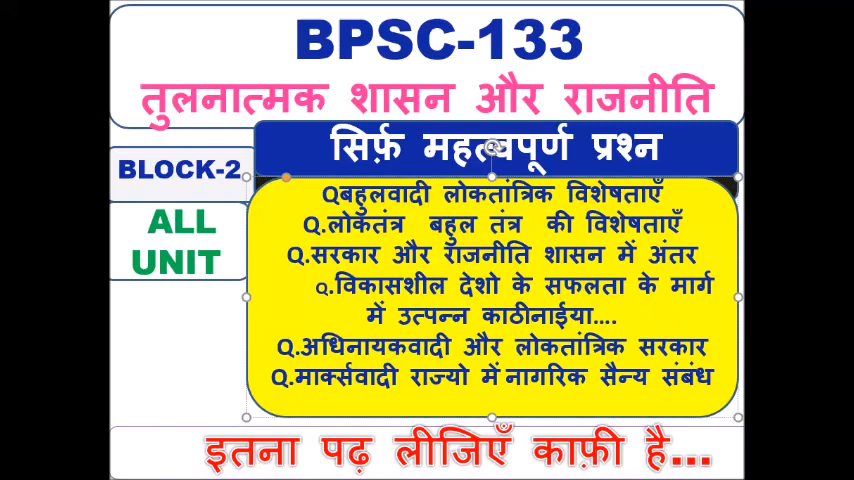 BPSC-133
तुलनात्मक शासन और राजनीति
सिर्फ़ महत्वपूर्ण प्रश्न
BLOCK-2
ALL
UNIT
Qबहुलवादी लोकतांत्रिक विशेषताएँ
Q.लोकतंत्र बहुल तंत्र की विशेषताएँ
Q.सरकार और राजनीति शासन में अंतर
Q.विकासशील देशो के सफलता के मार्ग
में उत्पन्न काठीनाईया....
Q.अधिनायकवादी और लोकतांत्रिक सरकार
Q.मार्क्सवादी राज्यो में नागरिक सैन्य संबंध
इतना पढ़ लीजिएँ काफ़ी है...